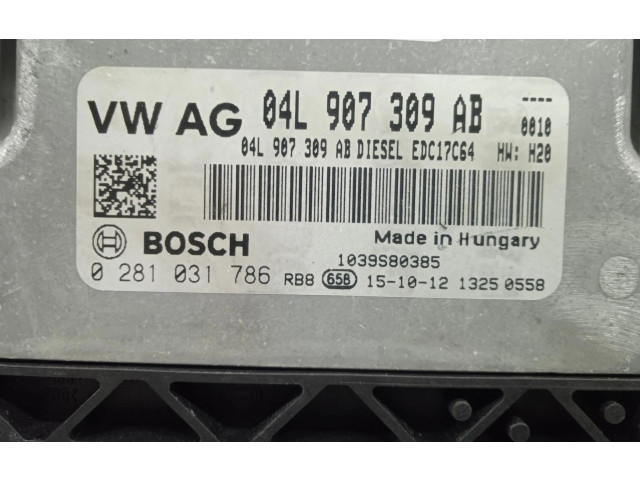 VW AG 04L 907 309 AB ----
0010
04L 907 309 AB DIESEL EDC17C64 HW: H20
BOSCH Made in Hungary
1039S80385
0 281 031 786 RB8 65B 15-10-12 1325 0558